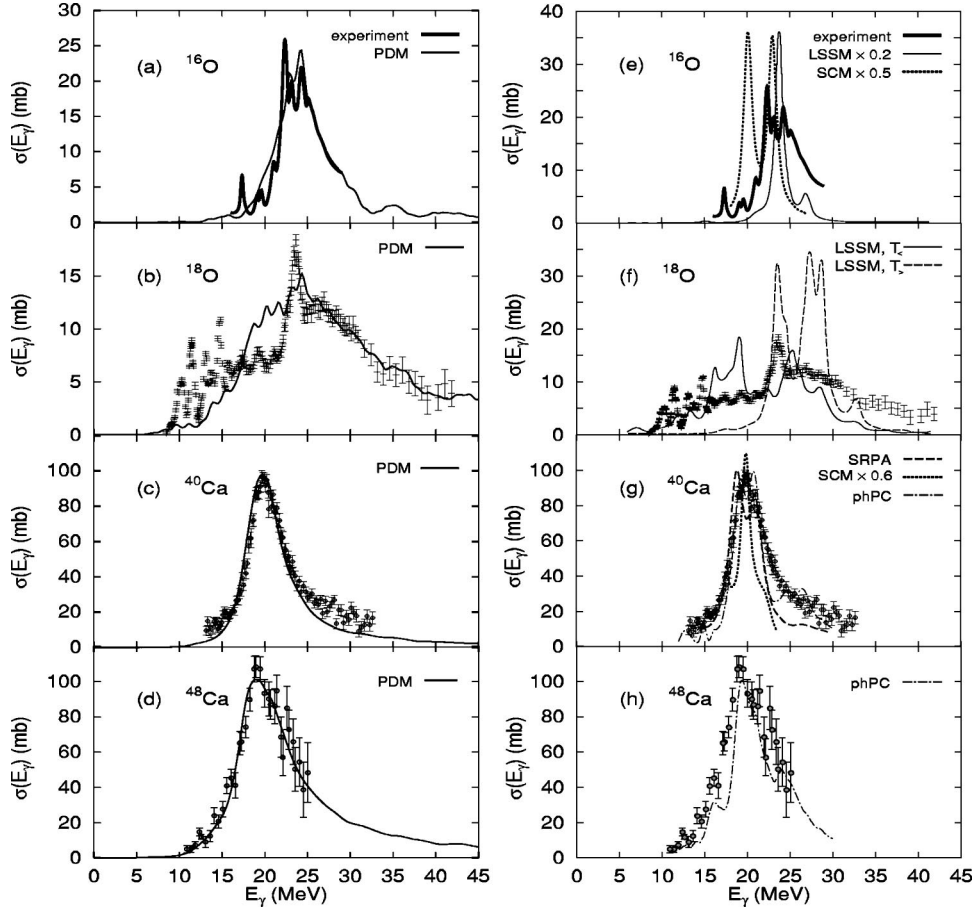 30
25
20
15
10
5
0
σ(Eγ) (mb)
(a)
16O
experiment
PDM
15
10
5
0
σ(Eγ) (mb)
(b)
18O
PDM
100
80
60
40
20
0
σ(Eγ) (mb)
(c)
40Ca
PDM
100
80
60
40
20
0
σ(Eγ) (mb)
(d)
48Ca
PDM
0 5 10 15 20 25 30 35 40 45
Eγ (MeV)
40
30
20
10
0
σ(Eγ) (mb)
(e)
16O
experiment
LSSM × 0.2
SCM × 0.5
30
20
10
0
σ(Eγ) (mb)
(f)
18O
LSSM, T<
LSSM, T>
100
80
60
40
20
0
σ(Eγ) (mb)
(g)
40Ca
SRPA
SCM × 0.6
phPC
100
80
60
40
20
0
σ(Eγ) (mb)
(h)
48Ca
phPC
0 5 10 15 20 25 30 35 40 45
Eγ (MeV)